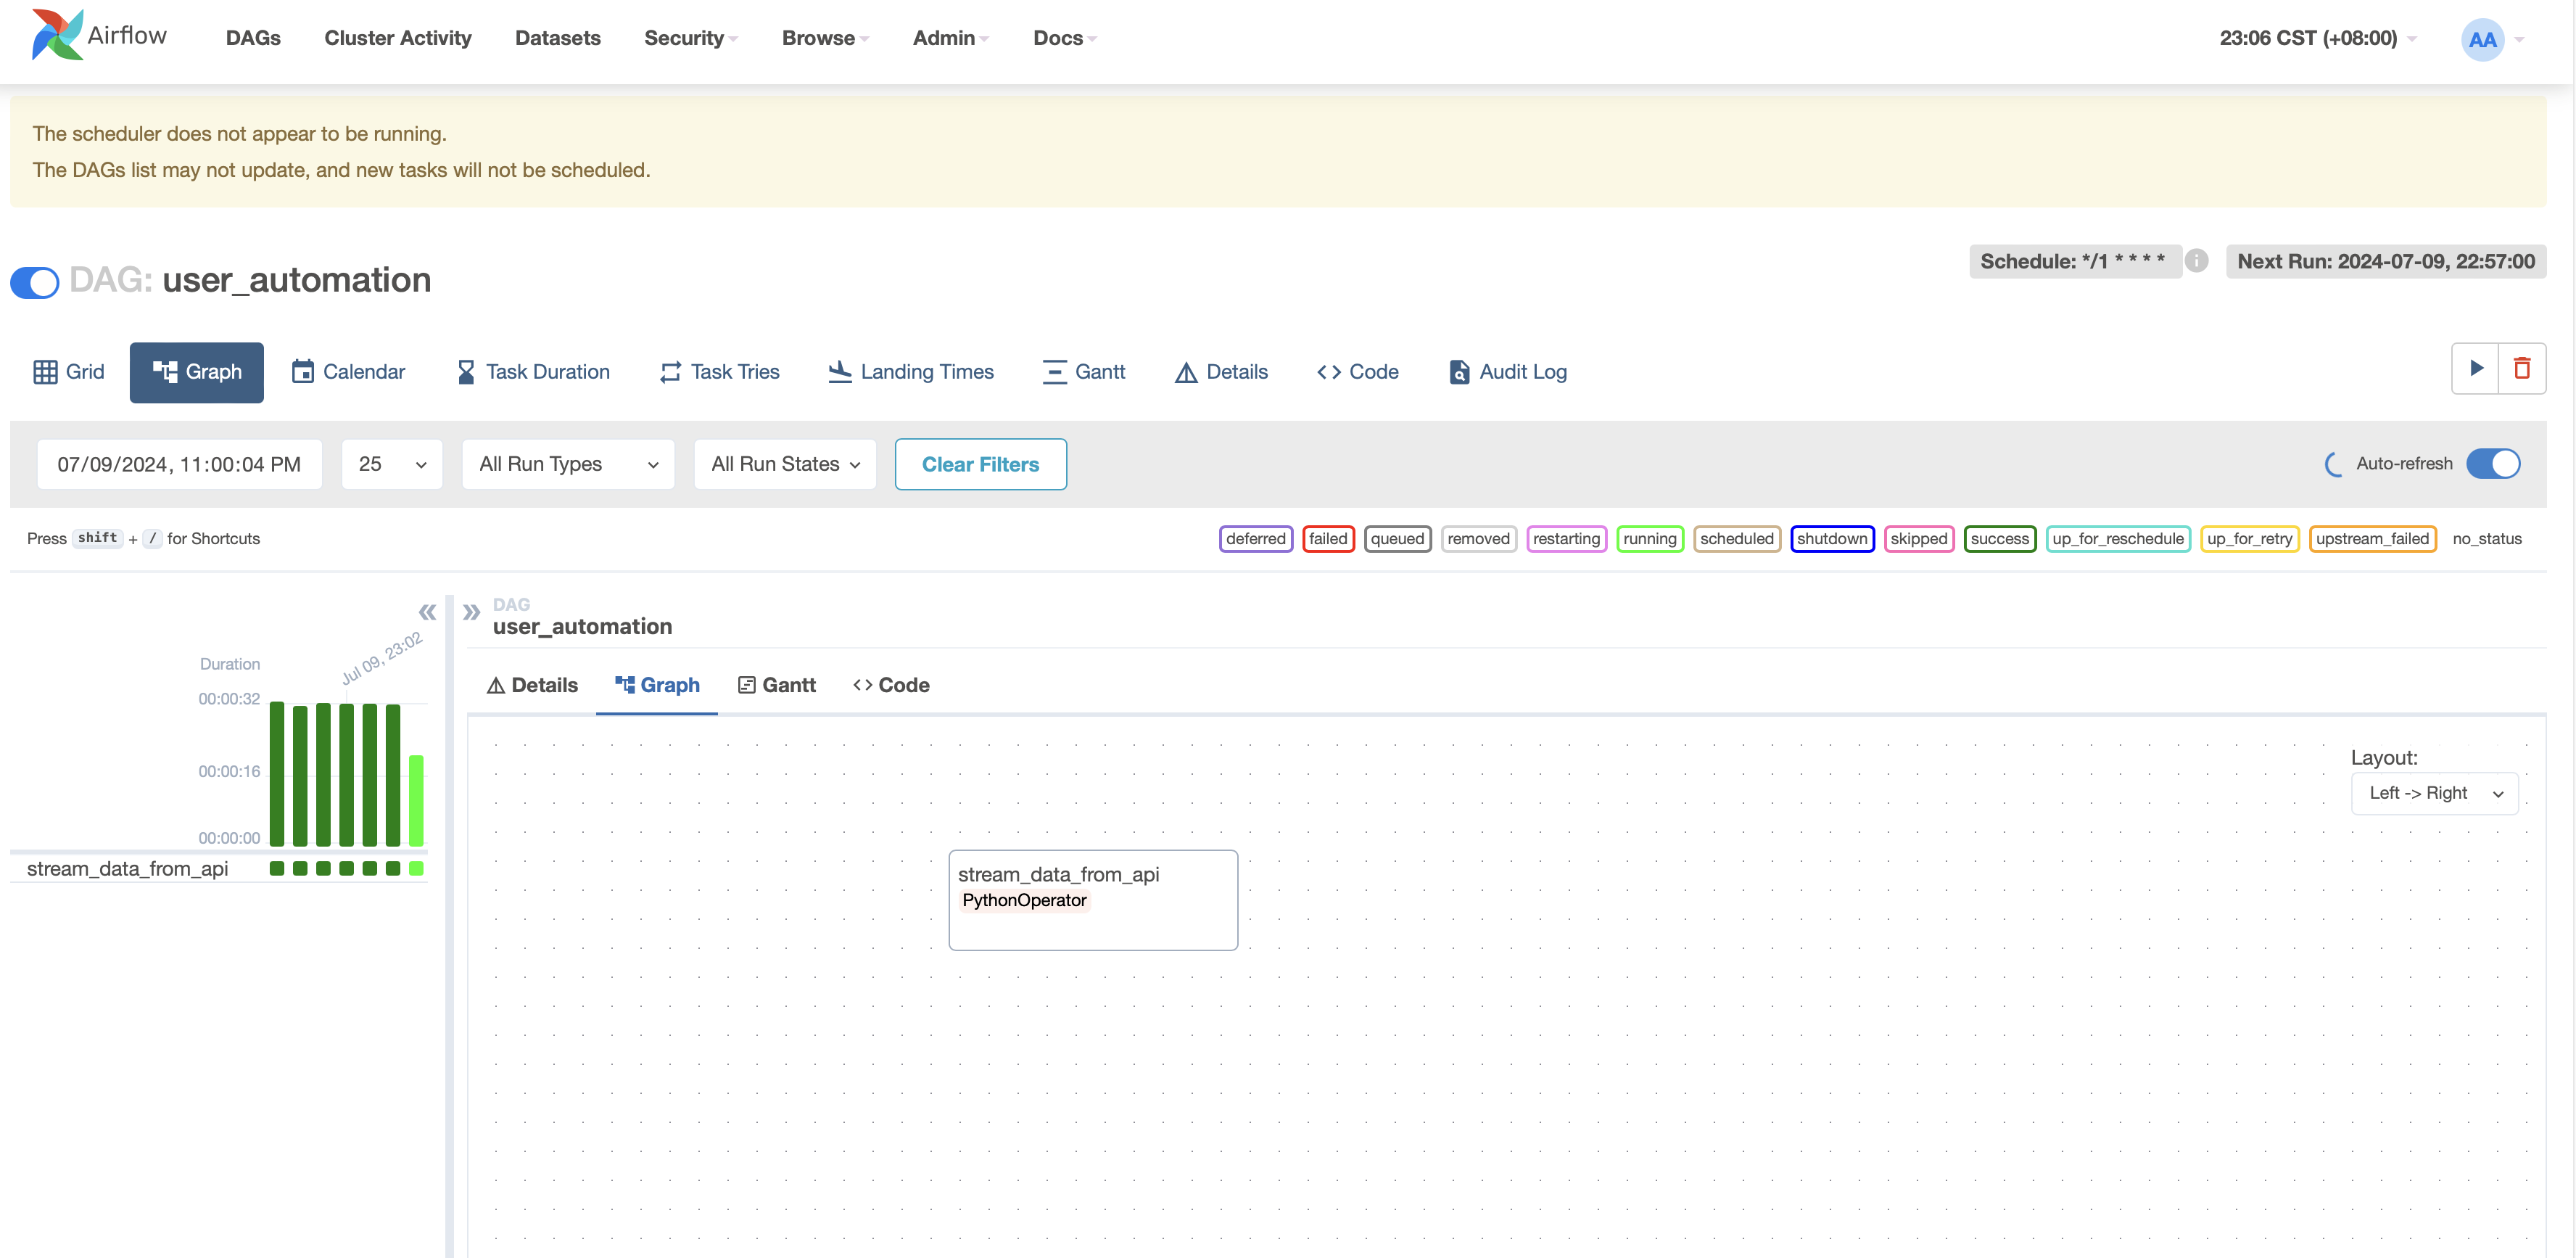 Airflow DAGs Cluster Activity Datasets Security Browse Admin Docs 23:06 CST (+08:00) AA
The scheduler does not appear to be running.
The DAGs list may not update, and new tasks will not be scheduled.
DAG: user_automation Schedule: */1 * * * * i Next Run: 2024-07-09, 22:57:00
Grid Graph Calendar Task Duration Task Tries Landing Times Gantt Details <> Code Audit Log
07/09/2024, 11:00:04 PM 25 All Run Types All Run States Clear Filters Auto-refresh
Press shift + / for Shortcuts deferred failed queued removed restarting running scheduled shutdown skipped success up_for_reschedule up_for_retry upstream_failed no_status
« » DAG
user_automation
Jul 09, 23:02
Duration
00:00:32
00:00:16
00:00:00
stream_data_from_api
Details Graph Gantt <> Code
Layout:
Left -> Right
stream_data_from_api
PythonOperator